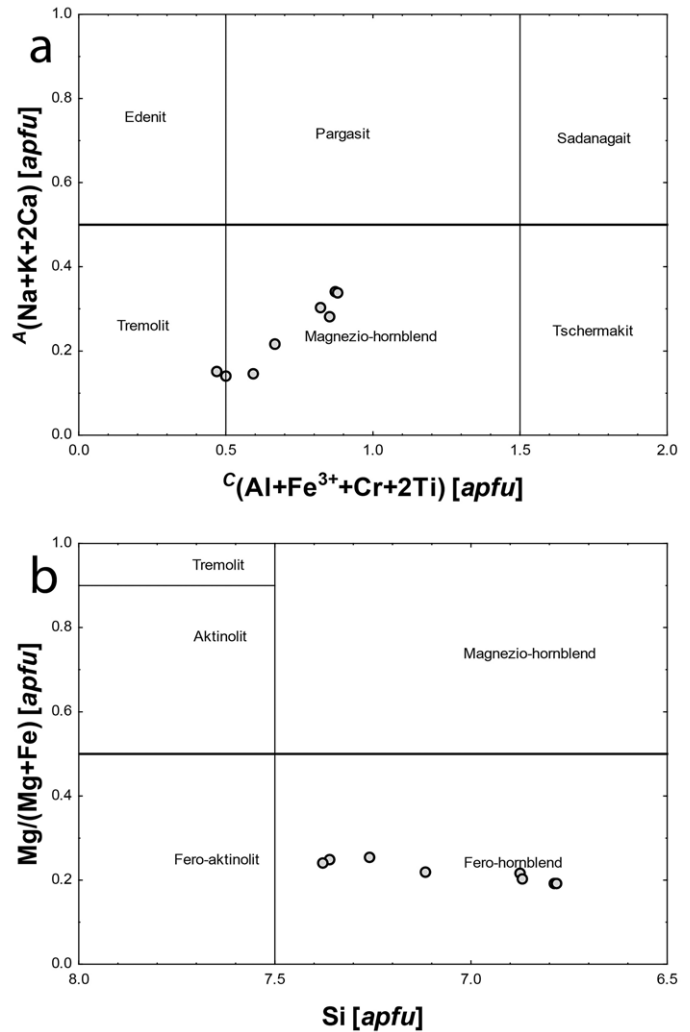 a
1.0
0.8
0.6
0.4
0.2
0.0
A(Na+K+2Ca) [apfu]
Edenit
Pargasit
Sadanagait
Tremolit
Magnezio-hornblend
Tschermakit
0.0 0.5 1.0 1.5 2.0
C(Al+Fe3++Cr+2Ti) [apfu]
b
1.0
0.8
0.6
0.4
0.2
0.0
Mg/(Mg+Fe) [apfu]
Tremolit
Aktinolit
Magnezio-hornblend
Fero-aktinolit
Fero-hornblend
8.0 7.5 7.0 6.5
Si [apfu]